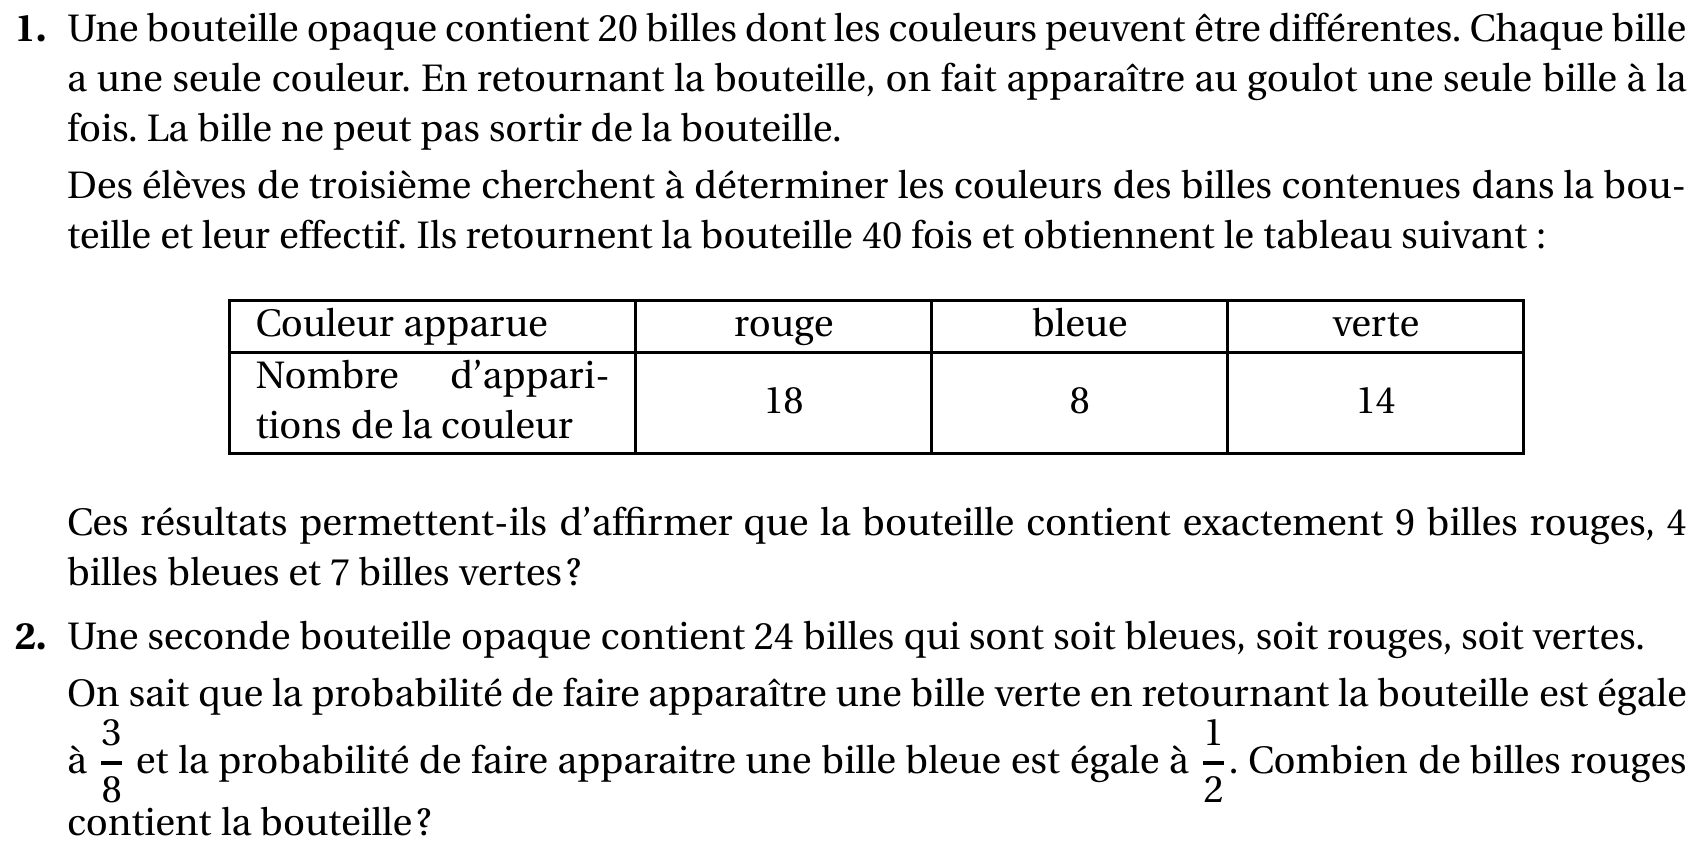 1. Une bouteille opaque contient 20 billes dont les couleurs peuvent être différentes. Chaque bille
a une seule couleur. En retournant la bouteille, on fait apparaître au goulot une seule bille à la
fois. La bille ne peut pas sortir de la bouteille.
Des élèves de troisième cherchent à déterminer les couleurs des billes contenues dans la bou-
teille et leur effectif. Ils retournent la bouteille 40 fois et obtiennent le tableau suivant :
Couleur apparue rouge bleue verte
Nombre d'appari-
tions de la couleur 18 8 14
Ces résultats permettent-ils d'affirmer que la bouteille contient exactement 9 billes rouges, 4
billes bleues et 7 billes vertes ?
2. Une seconde bouteille opaque contient 24 billes qui sont soit bleues, soit rouges, soit vertes.
On sait que la probabilité de faire apparaître une bille verte en retournant la bouteille est égale
à 3/8 et la probabilité de faire apparaitre une bille bleue est égale à 1/2. Combien de billes rouges
contient la bouteille ?